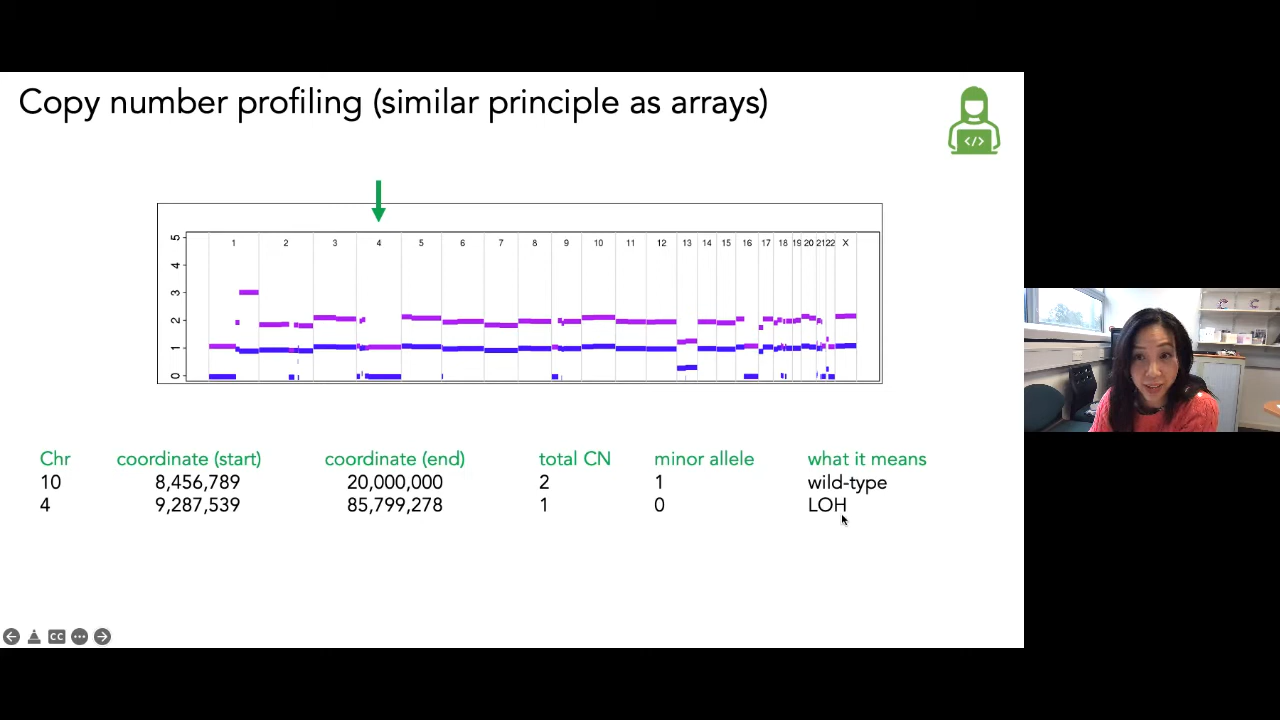 Copy number profiling (similar principle as arrays)
</>
1 2 3 4 5 6 7 8 9 10 11 12 13 14 15 16 17 18 19 20 21 22 X
5
4
3
2
1
0
Chr coordinate (start) coordinate (end) total CN minor allele what it means
10 8,456,789 20,000,000 2 1 wild-type
4 9,287,539 85,799,278 1 0 LOH
CC